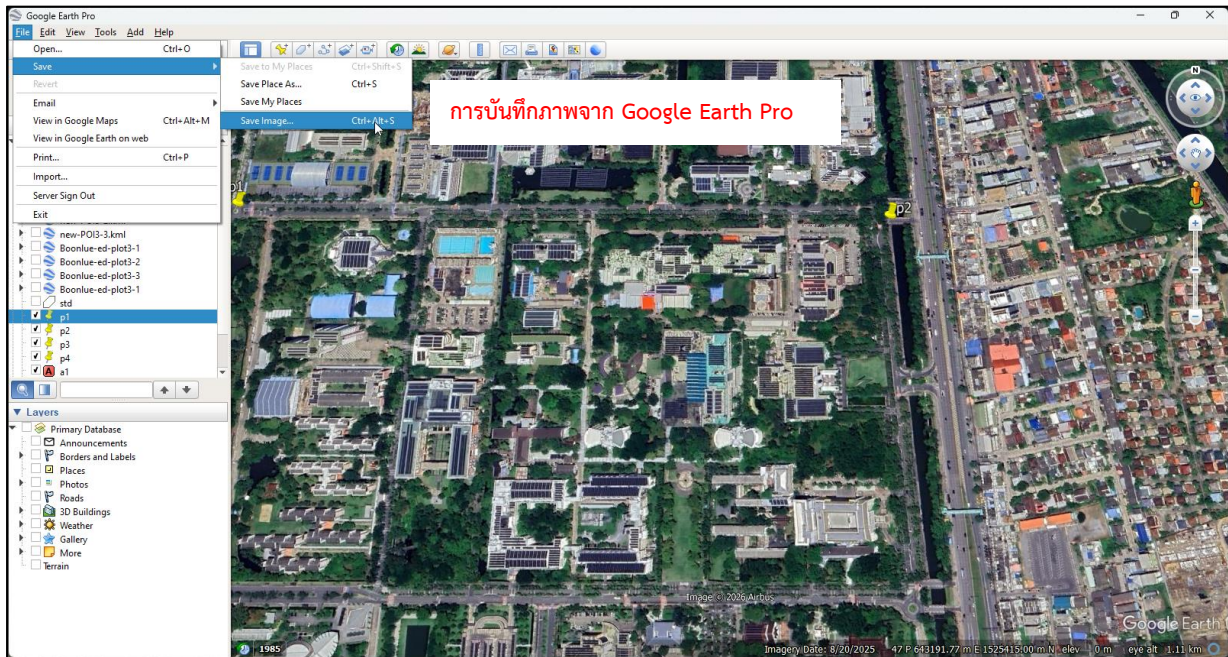 Google Earth Pro
File Edit View Tools Add Help
Open... Ctrl+O
Save
Revert
Email
View in Google Maps Ctrl+Alt+M
View in Google Earth on web
Print... Ctrl+P
Import...
Server Sign Out
Exit
Save to My Places Ctrl+Shift+S
Save Place As... Ctrl+S
Save My Places
Save Image... Ctrl+Alt+S
การบันทึกภาพจาก Google Earth Pro
N
p1
p2
new-POI3-3.kml
Boonlue-ed-plot3-1
Boonlue-ed-plot3-2
Boonlue-ed-plot3-3
Boonlue-ed-plot3-1
std
p1
p2
p3
p4
A a1
Layers
Primary Database
Announcements
Borders and Labels
Places
Photos
Roads
3D Buildings
Weather
Gallery
More
Terrain
Image © 2026 Airbus
Google Earth
1985
Imagery Date: 8/20/2025 47 P 643191.77 m E 1525415.00 m N elev 0 m eye alt 1.11 km